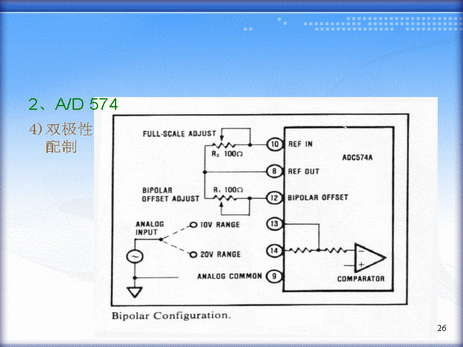 2、A/D 574
4) 双极性
配制
FULL-SCALE ADJUST
R₂ 100Ω
10 REF IN
ADC574A
8 REF OUT
BIPOLAR
OFFSET ADJUST
R₁ 100Ω
12 BIPOLAR OFFSET
ANALOG
INPUT
10V RANGE
13
20V RANGE
14
ANALOG COMMON 9
COMPARATOR
Bipolar Configuration.
26